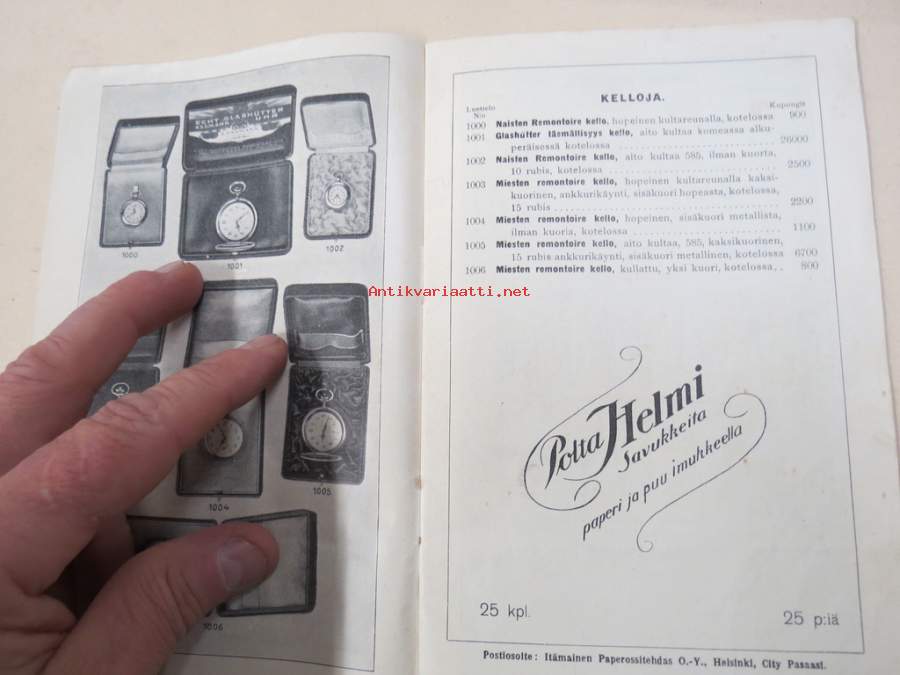 ECHT GLASHÜTTER
UHR
1000
1001
1002
1004
1005
1006
KELLOJA.
Luettelo N:o
Kupongit
1000 Naisten Remontoire kello, hopeinen kultareunalla, kotelossa 900
1001 Glashütter täsmällisyys kello, aito kultaa komeassa alku-
peräisessä kotelossa 26000
1002 Naisten Remontoire kello, aito kultaa 585, ilman kuorta,
10 rubis, kotelossa 2500
1003 Miesten remontoire kello, hopeinen kultareunalla kaksi-
kuorinen, ankkurikäynti, sisäkuori hopeasta, kotelossa,
15 rubis 2200
1004 Miesten remontoire kello, hopeinen, sisäkuori metallista,
ilman kuoria, kotelossa 1100
1005 Miesten remontoire kello, aito kultaa, 585, kaksikuorinen,
15 rubis ankkurikäynti, sisäkuori metallinen, kotelossa 6700
1006 Miesten remontoire kello, kullattu, yksi kuori, kotelossa,. 800
Antikvariaatti.net
Polta Helmi
Savukkeita
paperi ja puu imuhkeella
25 kpl.
25 p:iä
Postiosoite: Itämainen Paperossitehdas O.-Y., Helsinki, City Passasi.